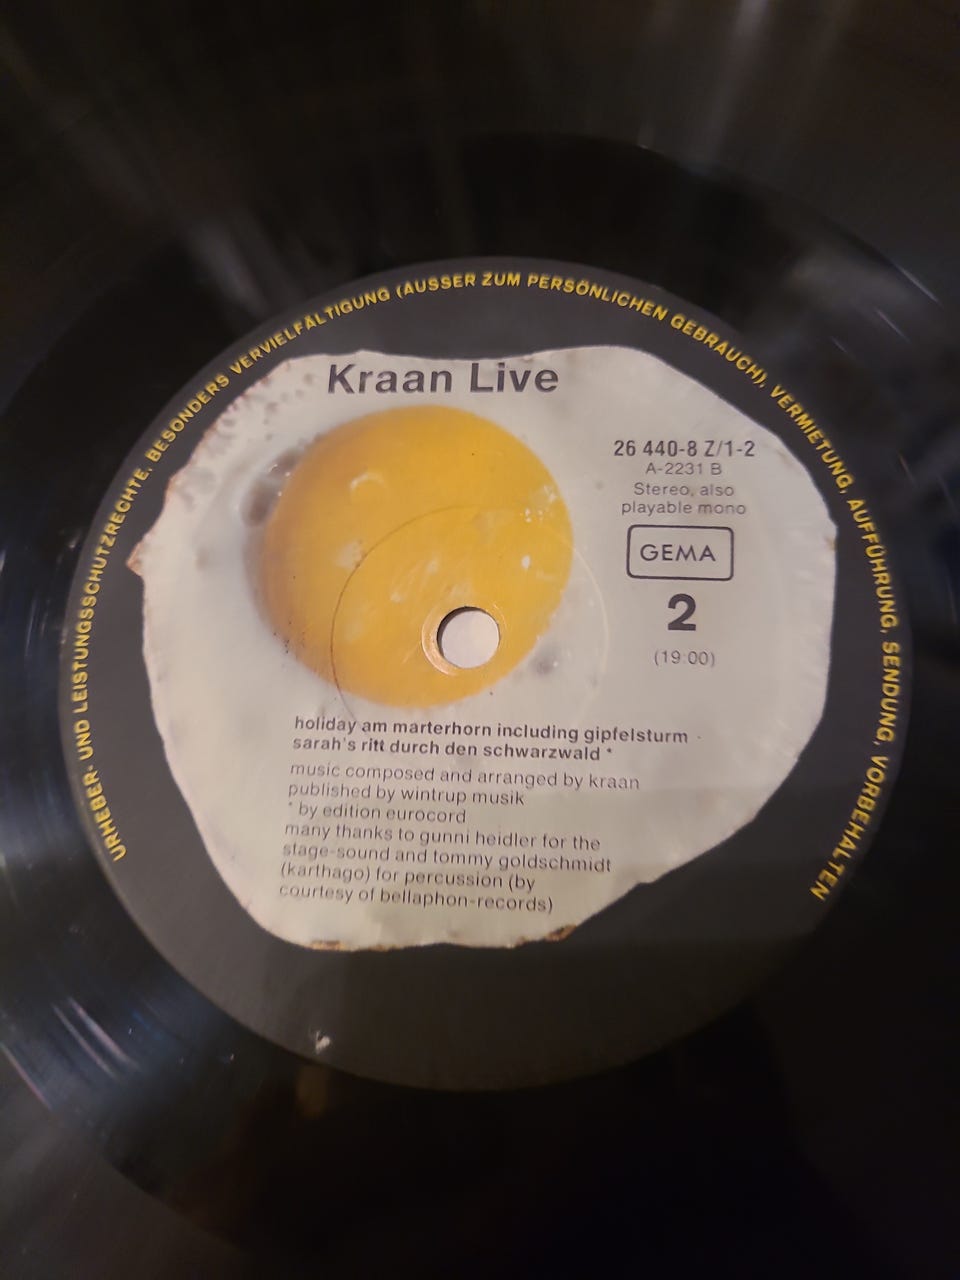 URHEBER- UND LEISTUNGSSCHUTZRECHTE, BESONDERS VERVIELFÄLTIGUNG (AUSSER ZUM PERSÖNLICHEN GEBRAUCH), VERMIETUNG, AUFFÜHRUNG, SENDUNG, VORBEHALTEN
Kraan Live
26 440-8 Z/1-2
A-2231 B
Stereo, also
playable mono
GEMA
2
(19:00)
holiday am marterhorn including gipfelsturm ·
sarah's ritt durch den schwarzwald *
music composed and arranged by kraan
published by wintrup musik
* by edition eurocord
many thanks to gunni heidler for the
stage-sound and tommy goldschmidt
(karthago) for percussion (by
courtesy of bellaphon-records)